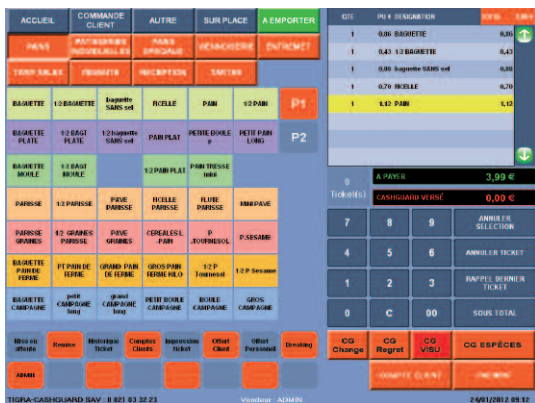 ACCUEIL
COMMANDE CLIENT
AUTRE
SUR PLACE
A EMPORTER
PAINS
PATISSERIES INDIVIDUELLES
PAINS SPECIAUX
VIENNOISERIE
ENTREMET
RECEPTION
TARTES
BAGUETTE
1/2 BAGUETTE
baguette SANS sel
FICELLE
PAIN
1/2 PAIN
P1
BAGUETTE PLATE
1/2 BAGT PLATE
1/2 baguette SANS sel
PAIN PLAT
PETITE BOULE P
PETIT PAIN LONG
P2
BAGUETTE MOULE
1/2 BAGT MOULE
1/2 PAIN PLAT
PAIN TRESSE mini
PARISSE
1/2 PARISSE
PAVE PARISSE
FICELLE PARISSE
FLUTE PARISSE
MINI PAVE
PARISSE GRAINES
1/2 GRAINES PARISSE
PAVE GRAINES
CEREALES L .PAIN
P .TOURNESOL
P.SESAME
BAGUETTE PAIN DE FERME
PT PAIN DE FERME
GRAND PAIN DE FERME
GROS PAIN FERME KILO
1/2 P Tournesol
1/2 P Sesame
BAGUETTE CAMPAGNE
petit CAMPAGNE long
grand CAMPAGNE long
PETIT BOULE CAMPAGNE
BOULE CAMPAGNE
GROS CAMPAGNE
Mise en attente
Remise
Historique Ticket
Comptes Clients
Impression ticket
Offert Client
Offert Personnel
Breaking
ADMIN
TIGRA-CASHGUARD SAV : 0 821 03 32 23
Vendeur : ADMIN
QTE
PU € DESIGNATION
1 0,86 BAGUETTE 0,86
1 0,43 1/2 BAGUETTE 0,43
1 0,88 baguette SANS sel 0,88
1 0,70 FICELLE 0,70
1 1,12 PAIN 1,12
0 Ticket(s)
A PAYER 3,99 €
CASHGUARD VERSÉ 0,00 €
7 8 9 ANNULER SELECTION
4 5 6 ANNULER TICKET
1 2 3 RAPPEL DERNIER TICKET
0 C 00 SOUS TOTAL
CG Change
CG Regret
CG VISU
CG ESPÈCES
COMPTE CLIENT
24/01/2012 09:12